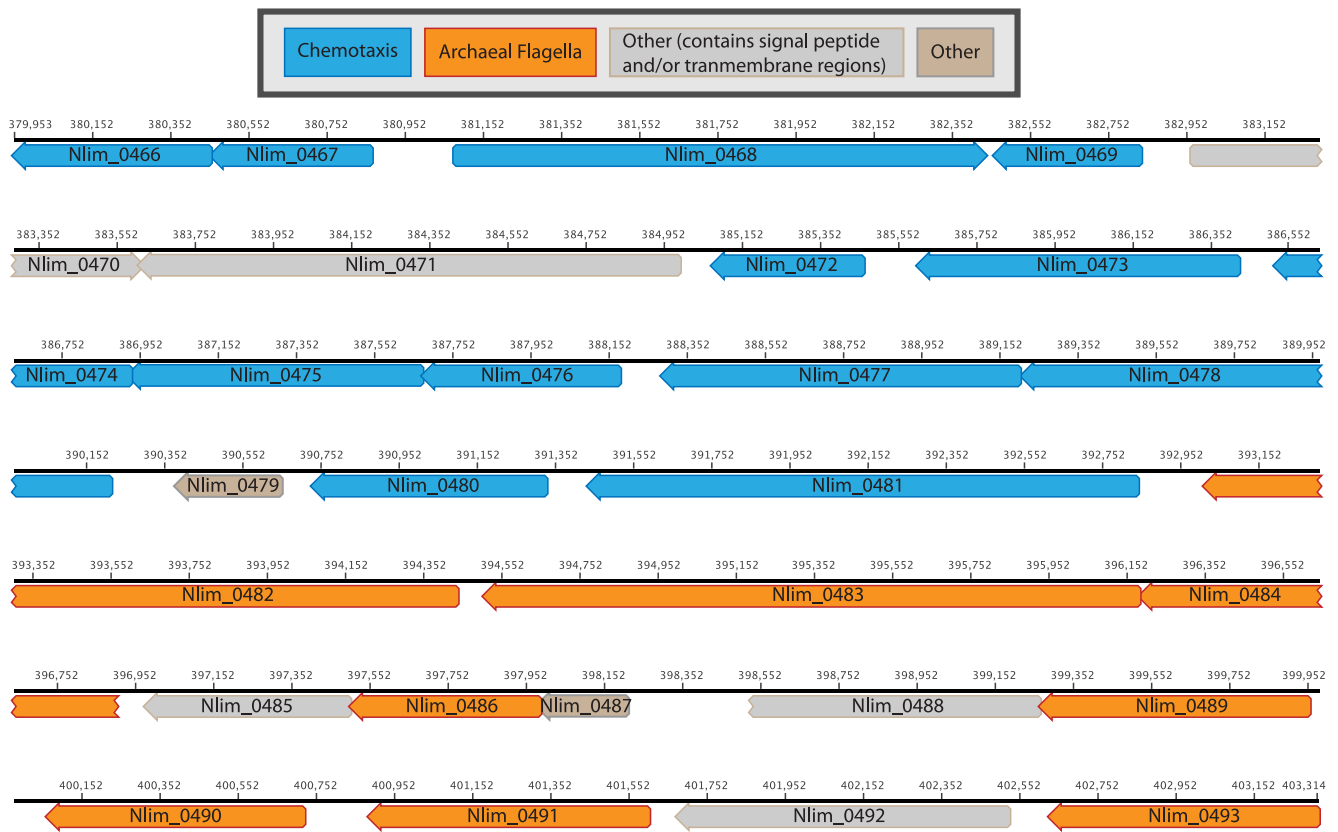 Chemotaxis
Archaeal Flagella
Other (contains signal peptide
and/or tranmembrane regions)
Other
379,953 380,152 380,352 380,552 380,752 380,952 381,152 381,352 381,552 381,752 381,952 382,152 382,352 382,552 382,752 382,952 383,152
Nlim_0466 Nlim_0467 Nlim_0468 Nlim_0469
383,352 383,552 383,752 383,952 384,152 384,352 384,552 384,752 384,952 385,152 385,352 385,552 385,752 385,952 386,152 386,352 386,552
Nlim_0470 Nlim_0471 Nlim_0472 Nlim_0473
386,752 386,952 387,152 387,352 387,552 387,752 387,952 388,152 388,352 388,552 388,752 388,952 389,152 389,352 389,552 389,752 389,952
Nlim_0474 Nlim_0475 Nlim_0476 Nlim_0477 Nlim_0478
390,152 390,352 390,552 390,752 390,952 391,152 391,352 391,552 391,752 391,952 392,152 392,352 392,552 392,752 392,952 393,152
Nlim_0479 Nlim_0480 Nlim_0481
393,352 393,552 393,752 393,952 394,152 394,352 394,552 394,752 394,952 395,152 395,352 395,552 395,752 395,952 396,152 396,352 396,552
Nlim_0482 Nlim_0483 Nlim_0484
396,752 396,952 397,152 397,352 397,552 397,752 397,952 398,152 398,352 398,552 398,752 398,952 399,152 399,352 399,552 399,752 399,952
Nlim_0485 Nlim_0486 Nlim_0487 Nlim_0488 Nlim_0489
400,152 400,352 400,552 400,752 400,952 401,152 401,352 401,552 401,752 401,952 402,152 402,352 402,552 402,752 402,952 403,152 403,314
Nlim_0490 Nlim_0491 Nlim_0492 Nlim_0493